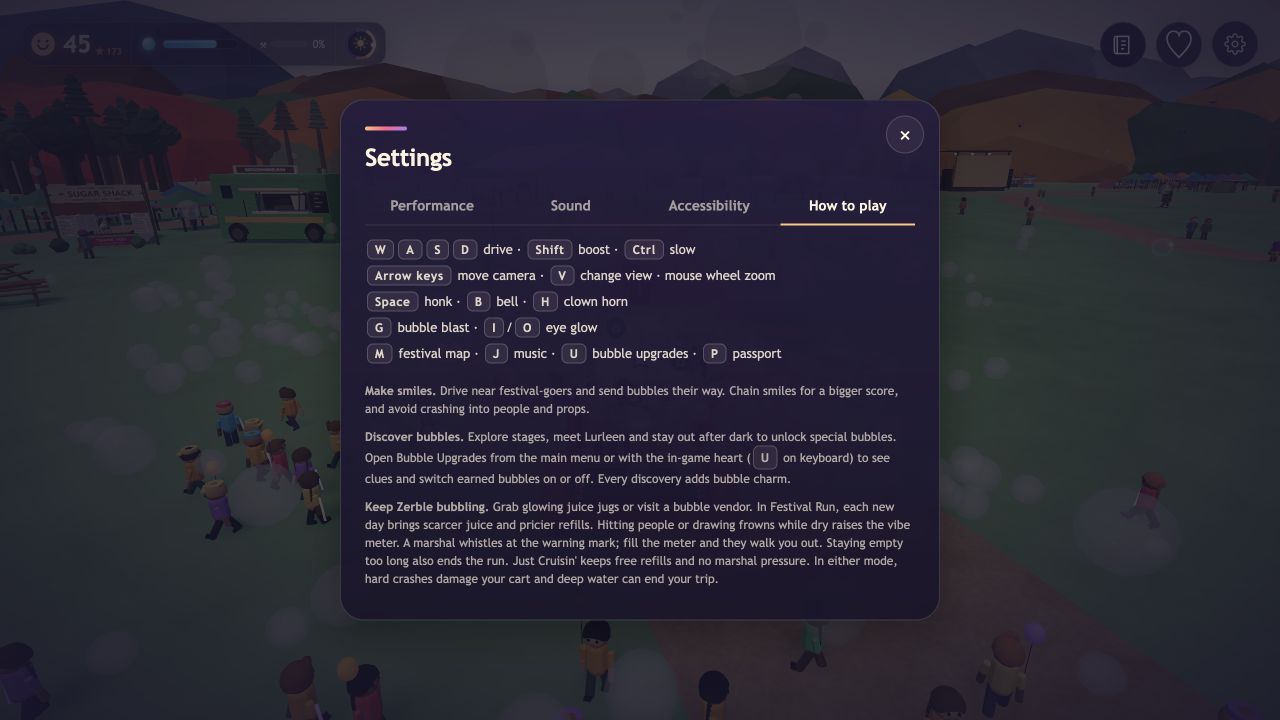 45
★173
0%
SUGAR SHACK
Settings
×
Performance
Sound
Accessibility
How to play
W A S D drive · Shift boost · Ctrl slow
Arrow keys move camera · V change view · mouse wheel zoom
Space honk · B bell · H clown horn
G bubble blast · I / O eye glow
M festival map · J music · U bubble upgrades · P passport
Make smiles. Drive near festival-goers and send bubbles their way. Chain smiles for a bigger score,
and avoid crashing into people and props.
Discover bubbles. Explore stages, meet Lurleen and stay out after dark to unlock special bubbles.
Open Bubble Upgrades from the main menu or with the in-game heart ( U on keyboard) to see
clues and switch earned bubbles on or off. Every discovery adds bubble charm.
Keep Zerble bubbling. Grab glowing juice jugs or visit a bubble vendor. In Festival Run, each new
day brings scarcer juice and pricier refills. Hitting people or drawing frowns while dry raises the vibe
meter. A marshal whistles at the warning mark; fill the meter and they walk you out. Staying empty
too long also ends the run. Just Cruisin' keeps free refills and no marshal pressure. In either mode,
hard crashes damage your cart and deep water can end your trip.